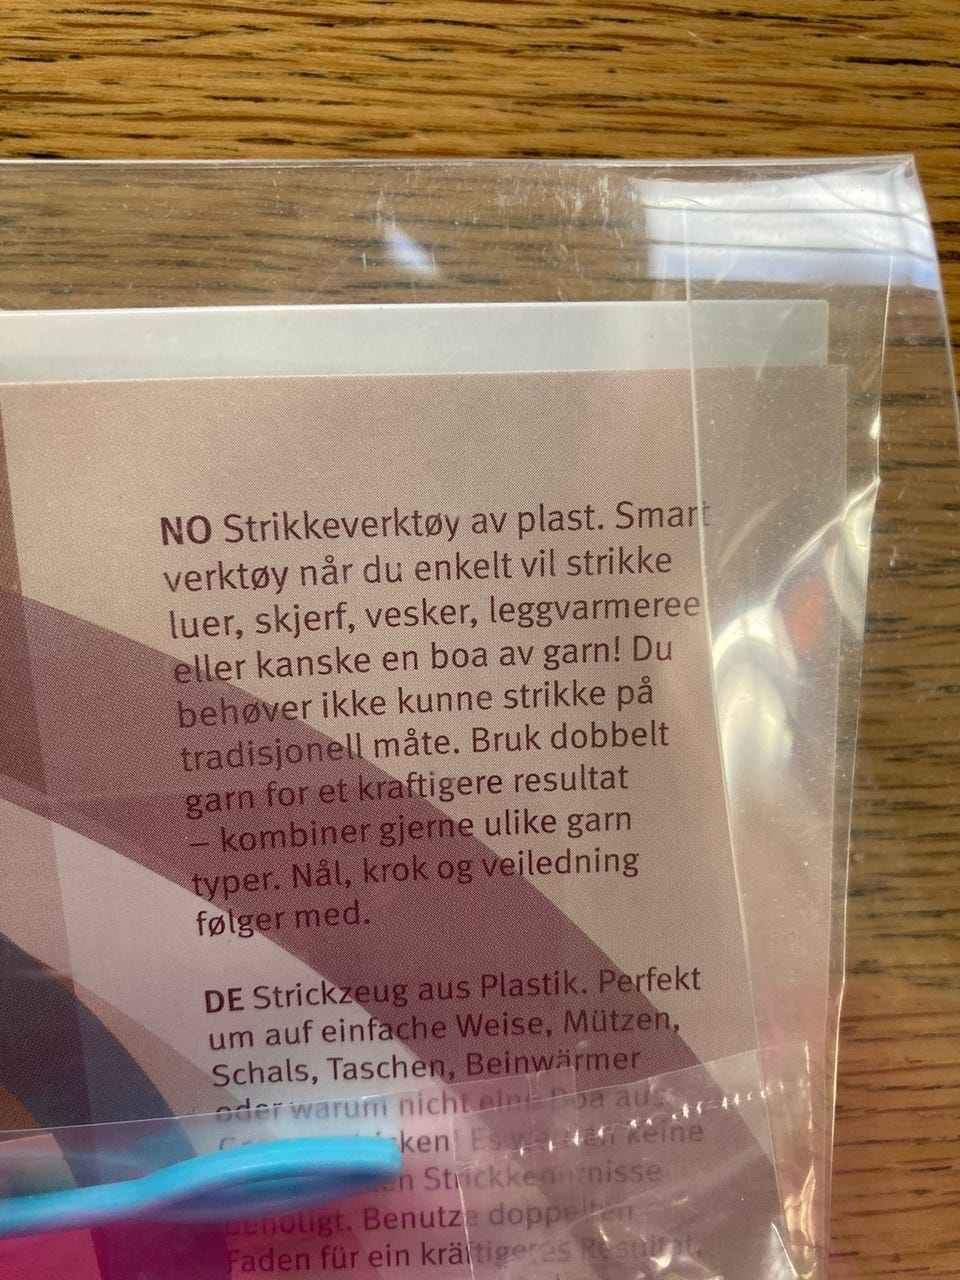 NO Strikkeverktøy av plast. Smart
verktøy når du enkelt vil strikke
luer, skjerf, vesker, leggvarmeree
eller kanske en boa av garn! Du
behøver ikke kunne strikke på
tradisjonell måte. Bruk dobbelt
garn for et kraftigere resultat
– kombiner gjerne ulike garn
typer. Nål, krok og veiledning
følger med.
DE Strickzeug aus Plastik. Perfekt
um auf einfache Weise, Mützen,
Schals, Taschen, Beinwärmer
oder warum nicht eine Boa aus
Es werden keine
Strickkenntnisse
benötigt. Benutze doppelten
Faden für ein kräftigeres Resultat,